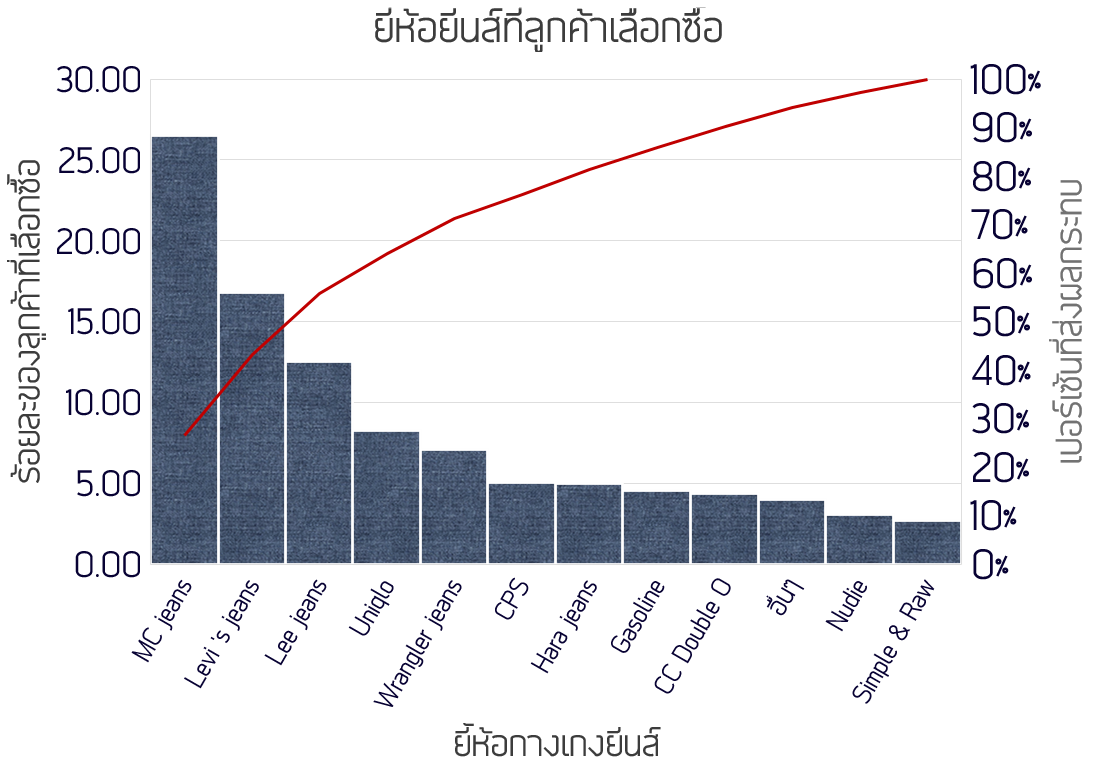 ยี่ห้อยีนส์ที่ลูกค้าเลือกซื้อ
ร้อยละของลูกค้าที่เลือกซื้อ
30.00
25.00
20.00
15.00
10.00
5.00
0.00
100%
90%
80%
70%
60%
50%
40%
30%
20%
10%
0%
เปอร์เซ้นที่ส่งผลกระทบ
MC jeans
Levi 's jeans
Lee jeans
Uniqlo
Wrangler jeans
CPS
Hara jeans
Gasoline
CC Double O
อื่นๆ
Nudie
Simple & Raw
ยี่ห้อกางเกงยีนส์